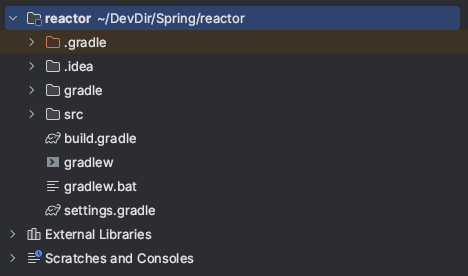 reactor ~/DevDir/Spring/reactor
.gradle
.idea
gradle
src
build.gradle
gradlew
gradlew.bat
settings.gradle
External Libraries
Scratches and Consoles